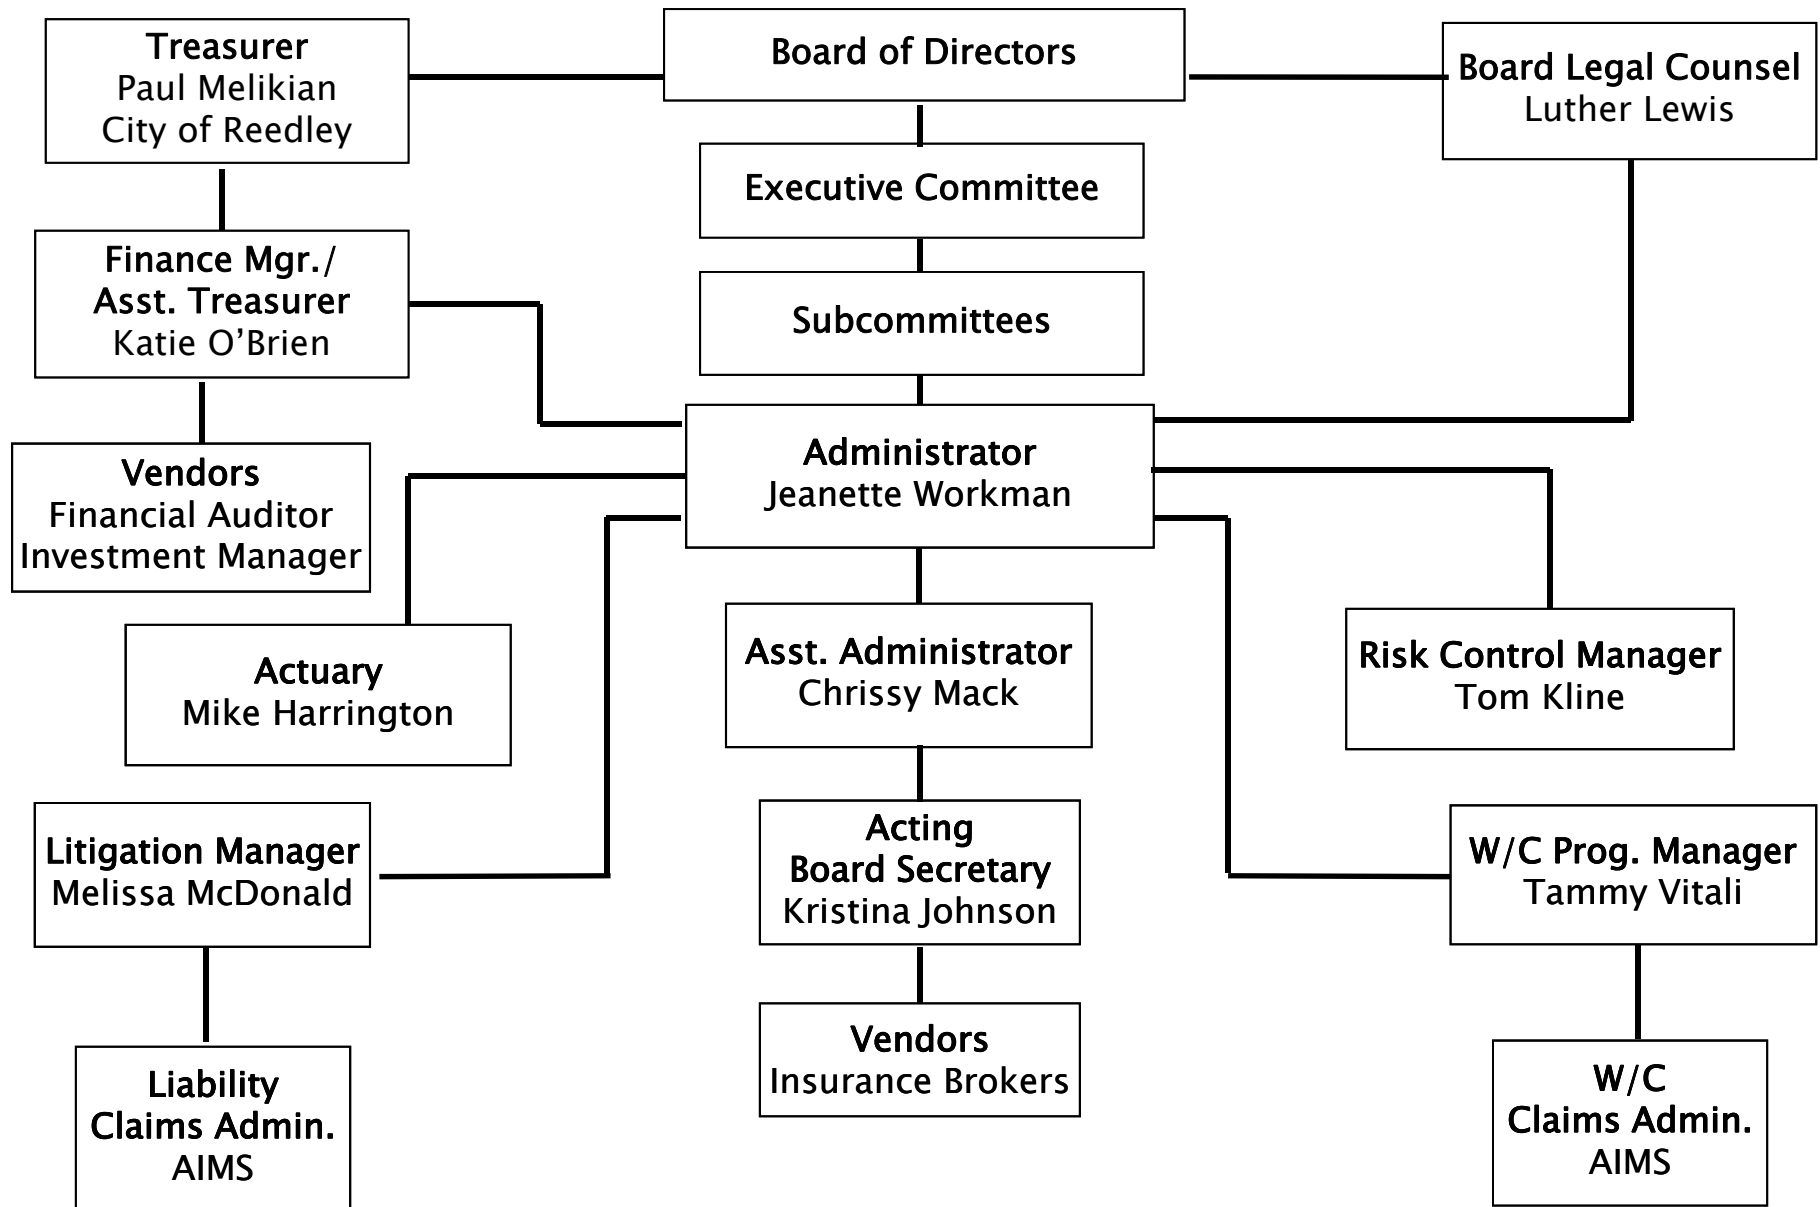 Treasurer
Paul Melikian
City of Reedley
Board of Directors
Board Legal Counsel
Luther Lewis
Executive Committee
Finance Mgr./
Asst. Treasurer
Katie O’Brien
Subcommittees
Administrator
Jeanette Workman
Vendors
Financial Auditor
Investment Manager
Actuary
Mike Harrington
Asst. Administrator
Chrissy Mack
Risk Control Manager
Tom Kline
Litigation Manager
Melissa McDonald
Acting
Board Secretary
Kristina Johnson
W/C Prog. Manager
Tammy Vitali
Liability
Claims Admin.
AIMS
Vendors
Insurance Brokers
W/C
Claims Admin.
AIMS